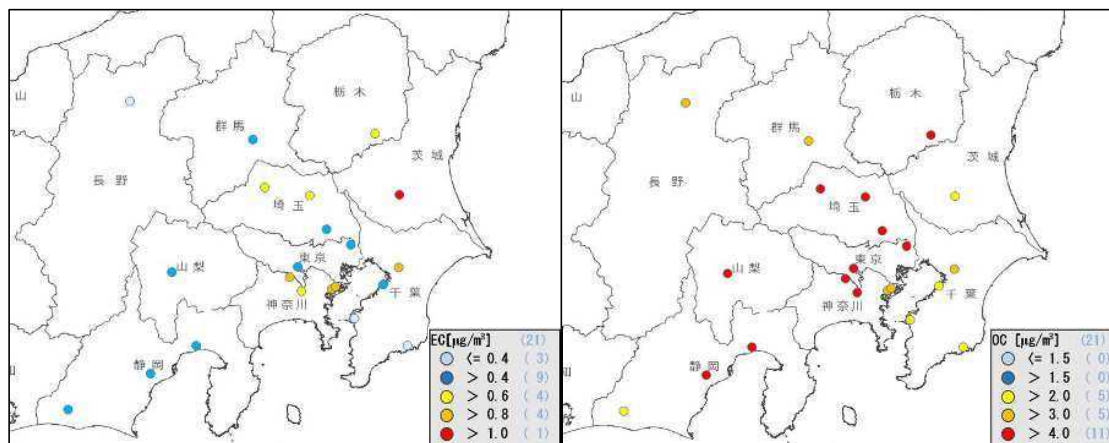 山
栃木
群馬
茨城
長野
埼玉
東京
山梨
千葉
神奈川
静岡
EC[μg/m³] (21)
<= 0.4 ( 3)
> 0.4 ( 9)
> 0.6 ( 4)
> 0.8 ( 4)
> 1.0 ( 1)
山
栃木
群馬
茨城
長野
埼玉
東京
山梨
千葉
神奈川
静岡
知
OC [μg/m³] (21)
<= 1.5 ( 0)
> 1.5 ( 0)
> 2.0 ( 5)
> 3.0 ( 5)
> 4.0 (11)